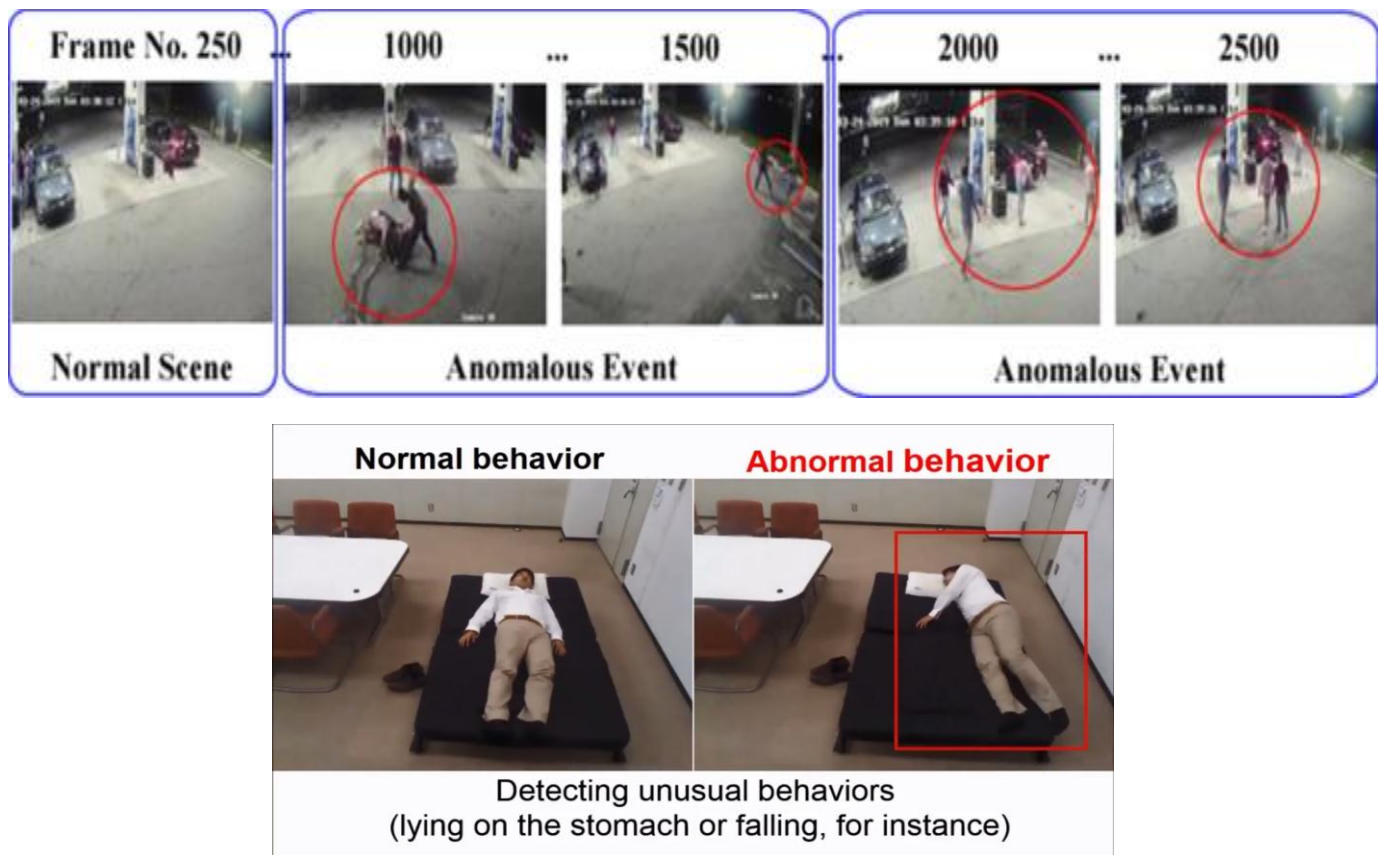 Frame No. 250 ... 1000 ... 1500 ... 2000 ... 2500
Normal Scene
Anomalous Event
Anomalous Event
Normal behavior
Abnormal behavior
Detecting unusual behaviors
(lying on the stomach or falling, for instance)